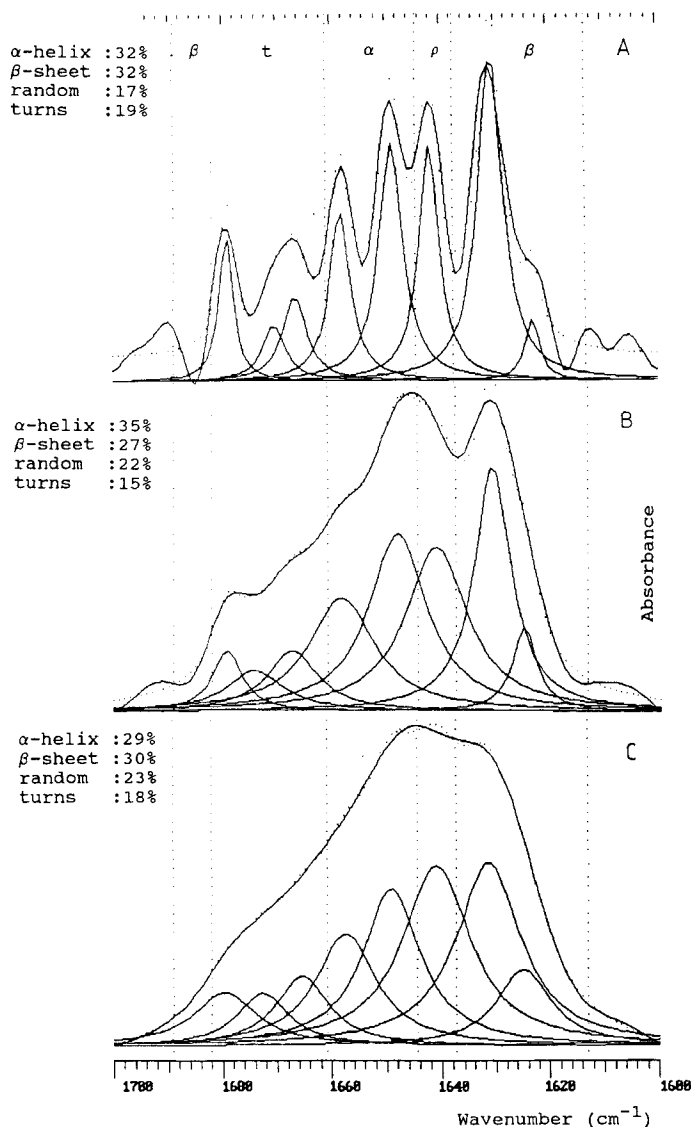 β t α ρ β A
α-helix :32%
β-sheet :32%
random :17%
turns :19%
B
α-helix :35%
β-sheet :27%
random :22%
turns :15%
Absorbance
C
α-helix :29%
β-sheet :30%
random :23%
turns :18%
1700 1680 1660 1640 1620 1600
Wavenumber (cm⁻¹)